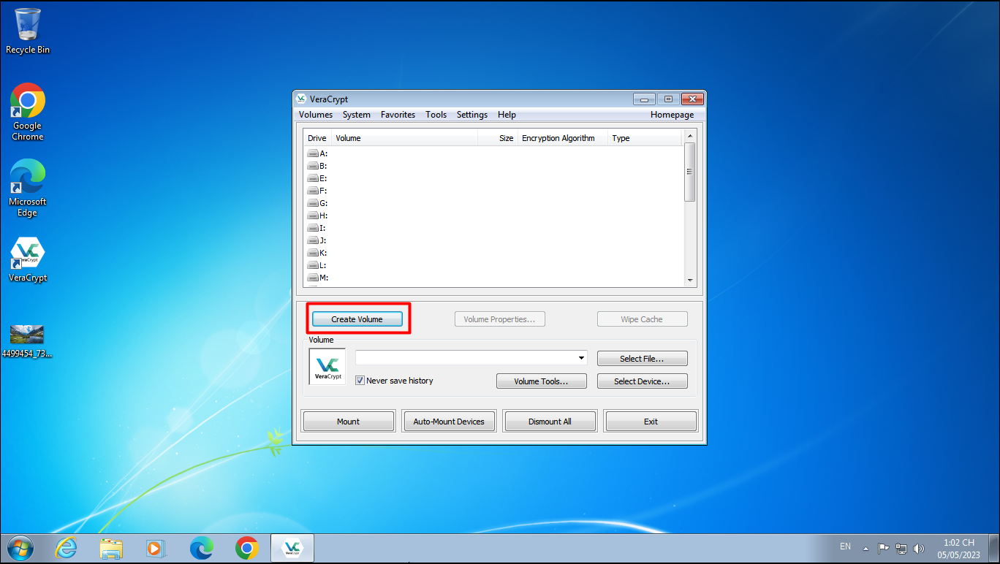 Recycle Bin
Google
Chrome
Microsoft
Edge
VeraCrypt
VeraCrypt
4499454_73...
VeraCrypt
Volumes System Favorites Tools Settings Help Homepage
Drive Volume Size Encryption Algorithm Type
A:
B:
E:
F:
G:
H:
I:
J:
K:
L:
M:
Create Volume Volume Properties... Wipe Cache
Volume
VC
VeraCrypt
Select File...
Never save history Volume Tools... Select Device...
Mount Auto-Mount Devices Dismount All Exit
VeraCrypt
EN
1:02 CH
05/05/2023